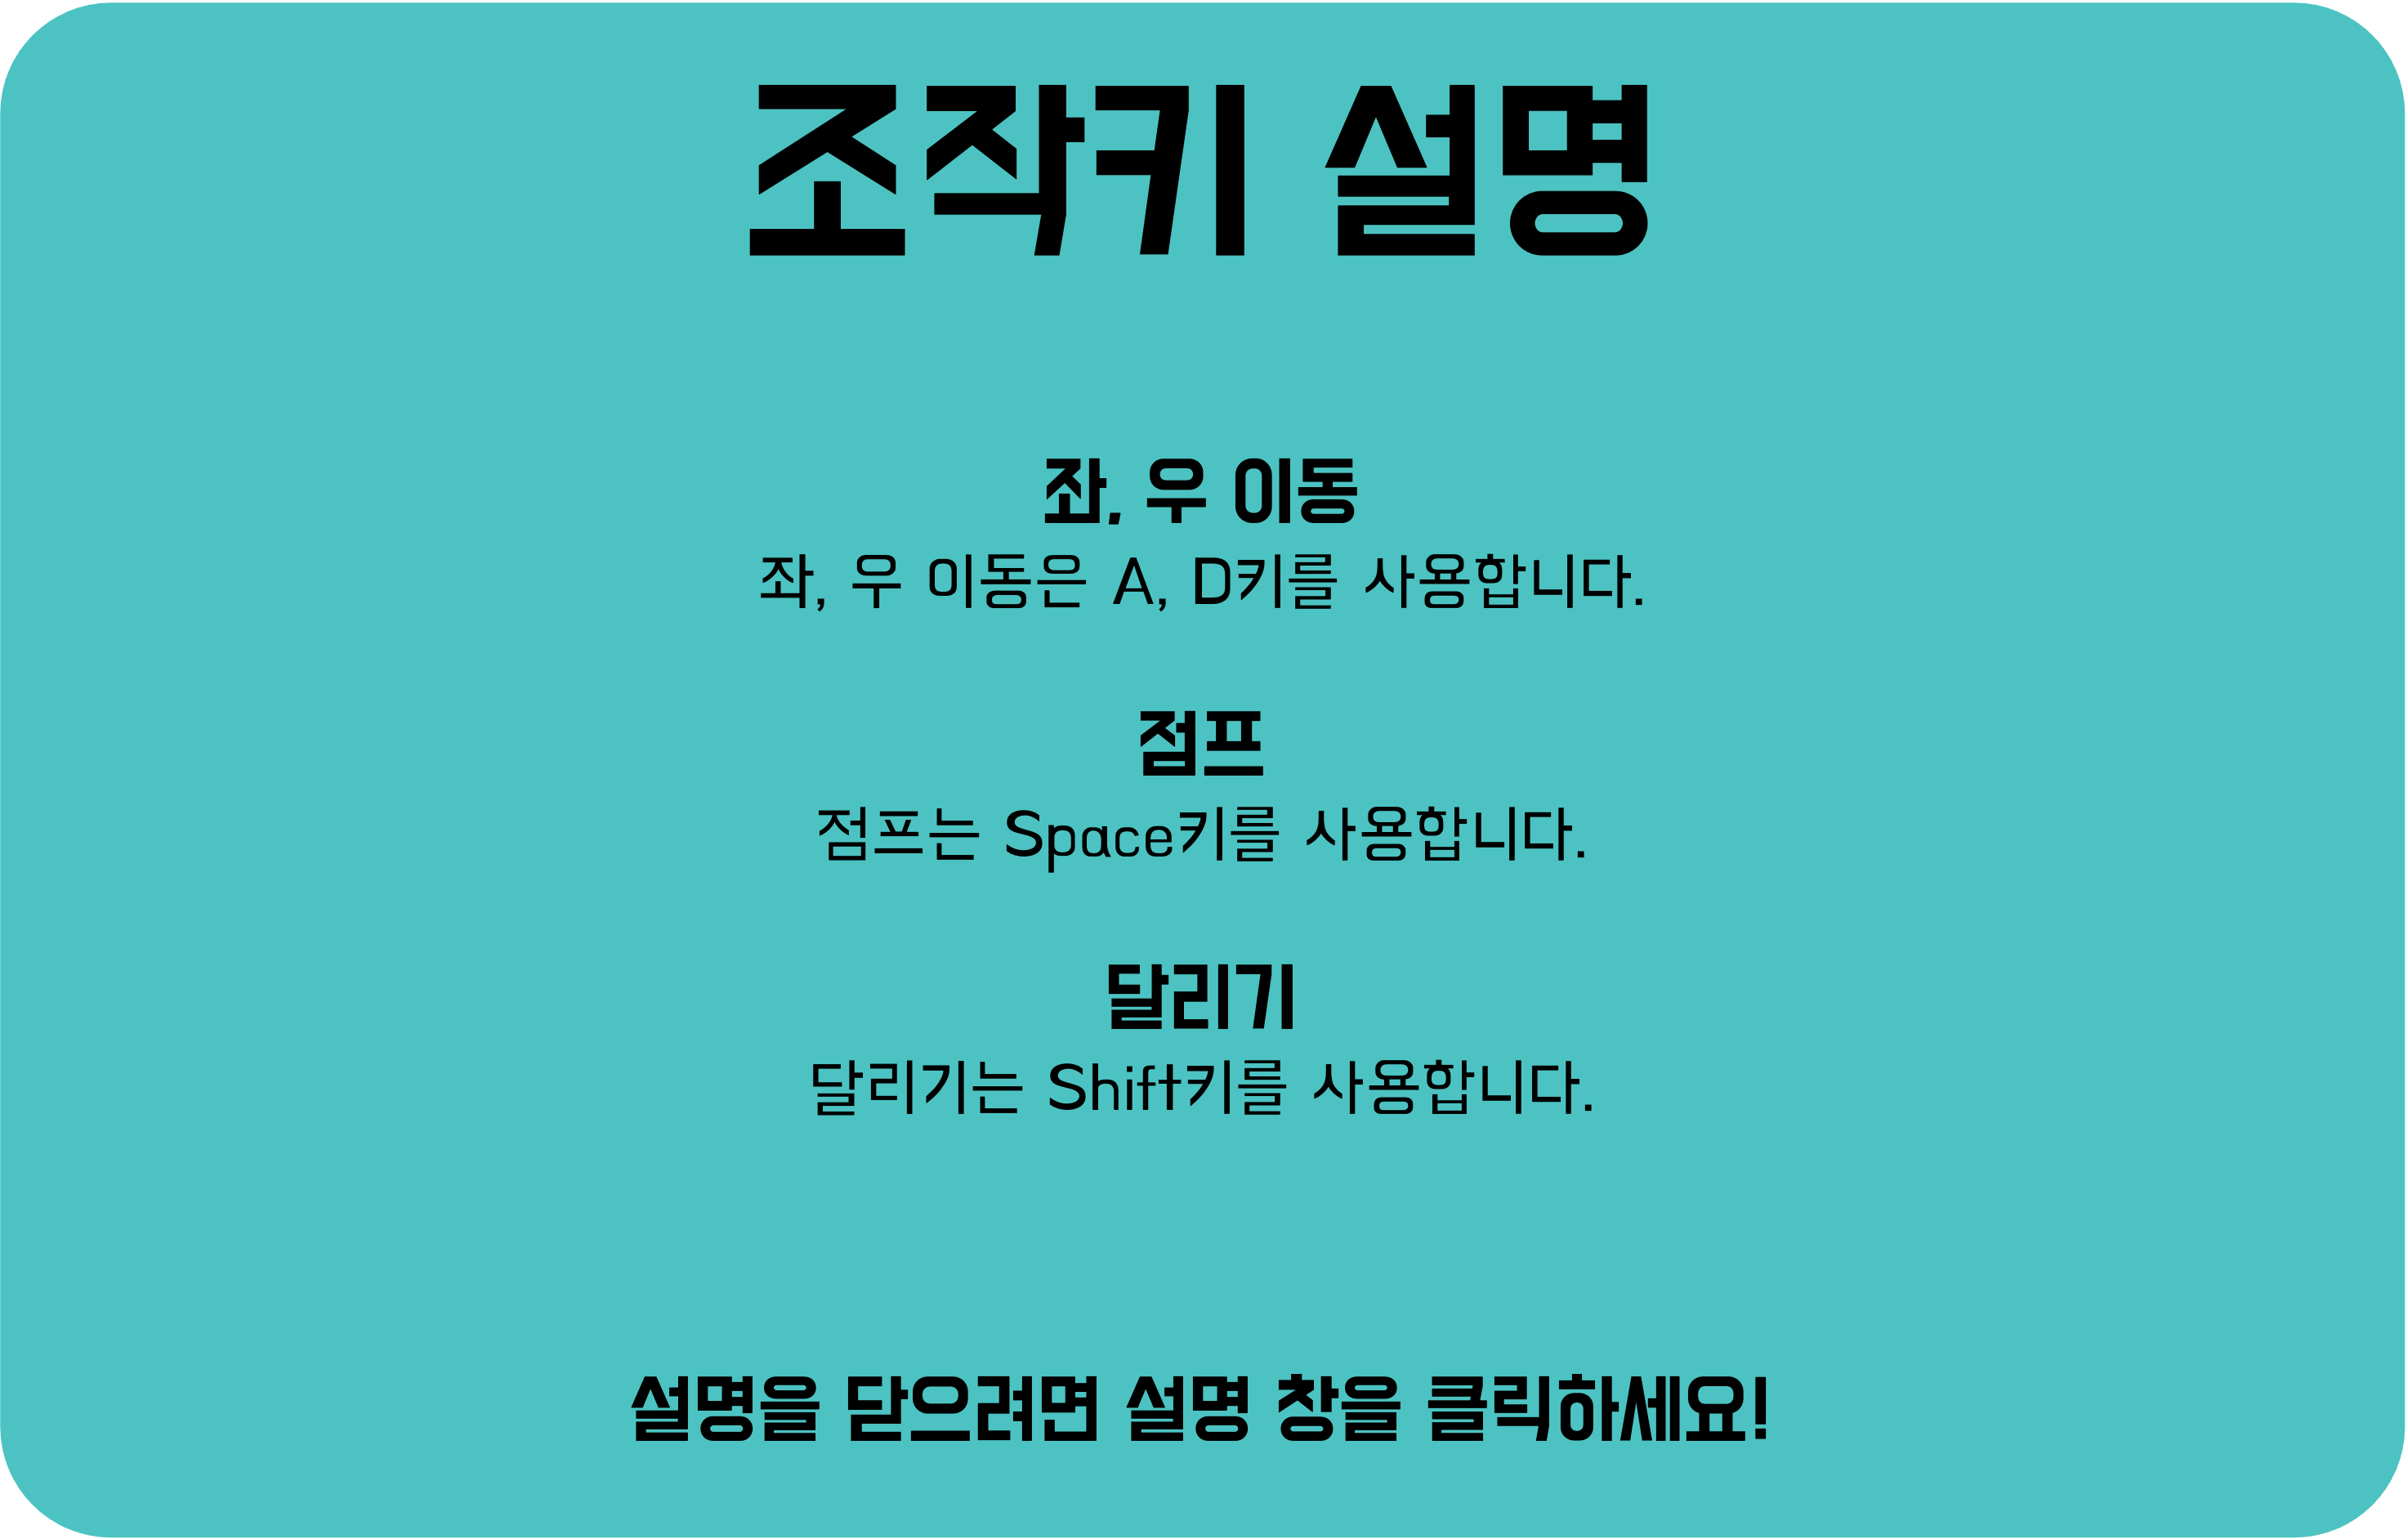 조작키 설명
좌, 우 이동
좌, 우 이동은 A, D키를 사용합니다.
점프
점프는 Space키를 사용합니다.
달리기
달리기는 Shift키를 사용합니다.
설명을 닫으려면 설명 창을 클릭하세요!